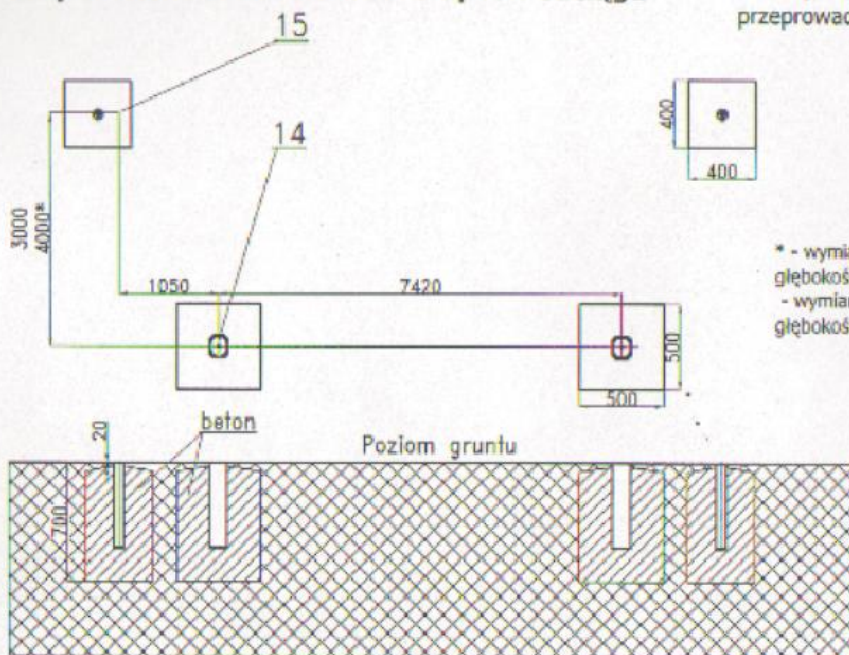 przeprowad
15
14
400
400
3000
4000*
1050
7420
* - wymia
głębokoś
- wymiar
głębokoś
500
500
beton
20
Poziom gruntu
700